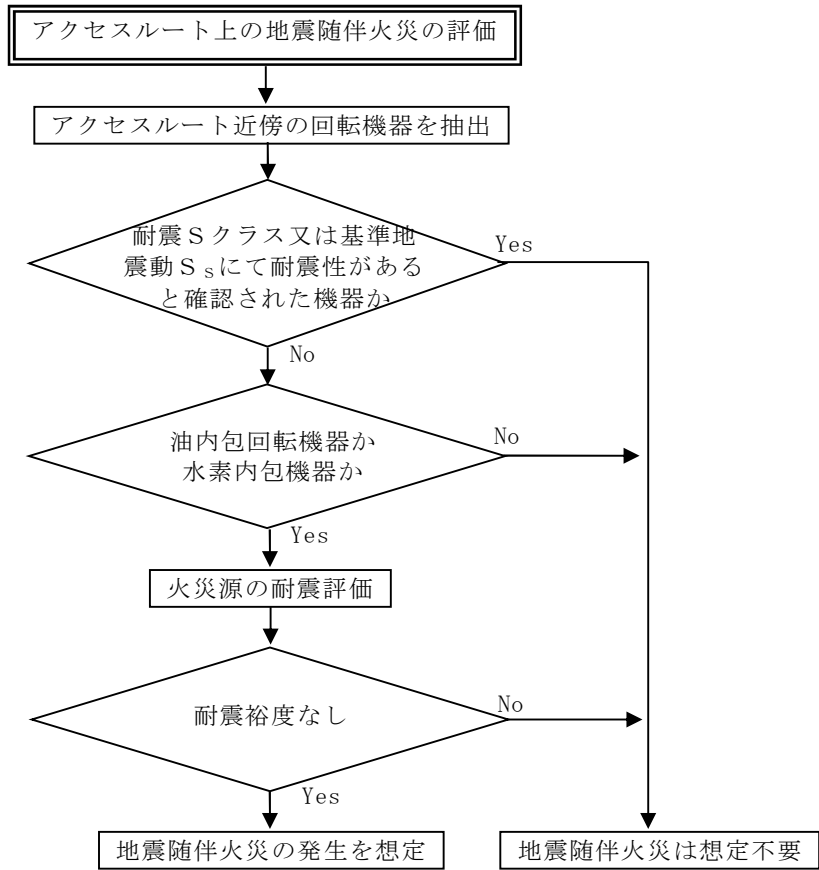 アクセスルート上の地震随伴火災の評価
アクセスルート近傍の回転機器を抽出
耐震Ｓクラス又は基準地
震動Ｓｓにて耐震性がある
と確認された機器か
Yes
No
油内包回転機器か
水素内包機器か
No
Yes
火災源の耐震評価
耐震裕度なし
No
Yes
地震随伴火災の発生を想定
地震随伴火災は想定不要